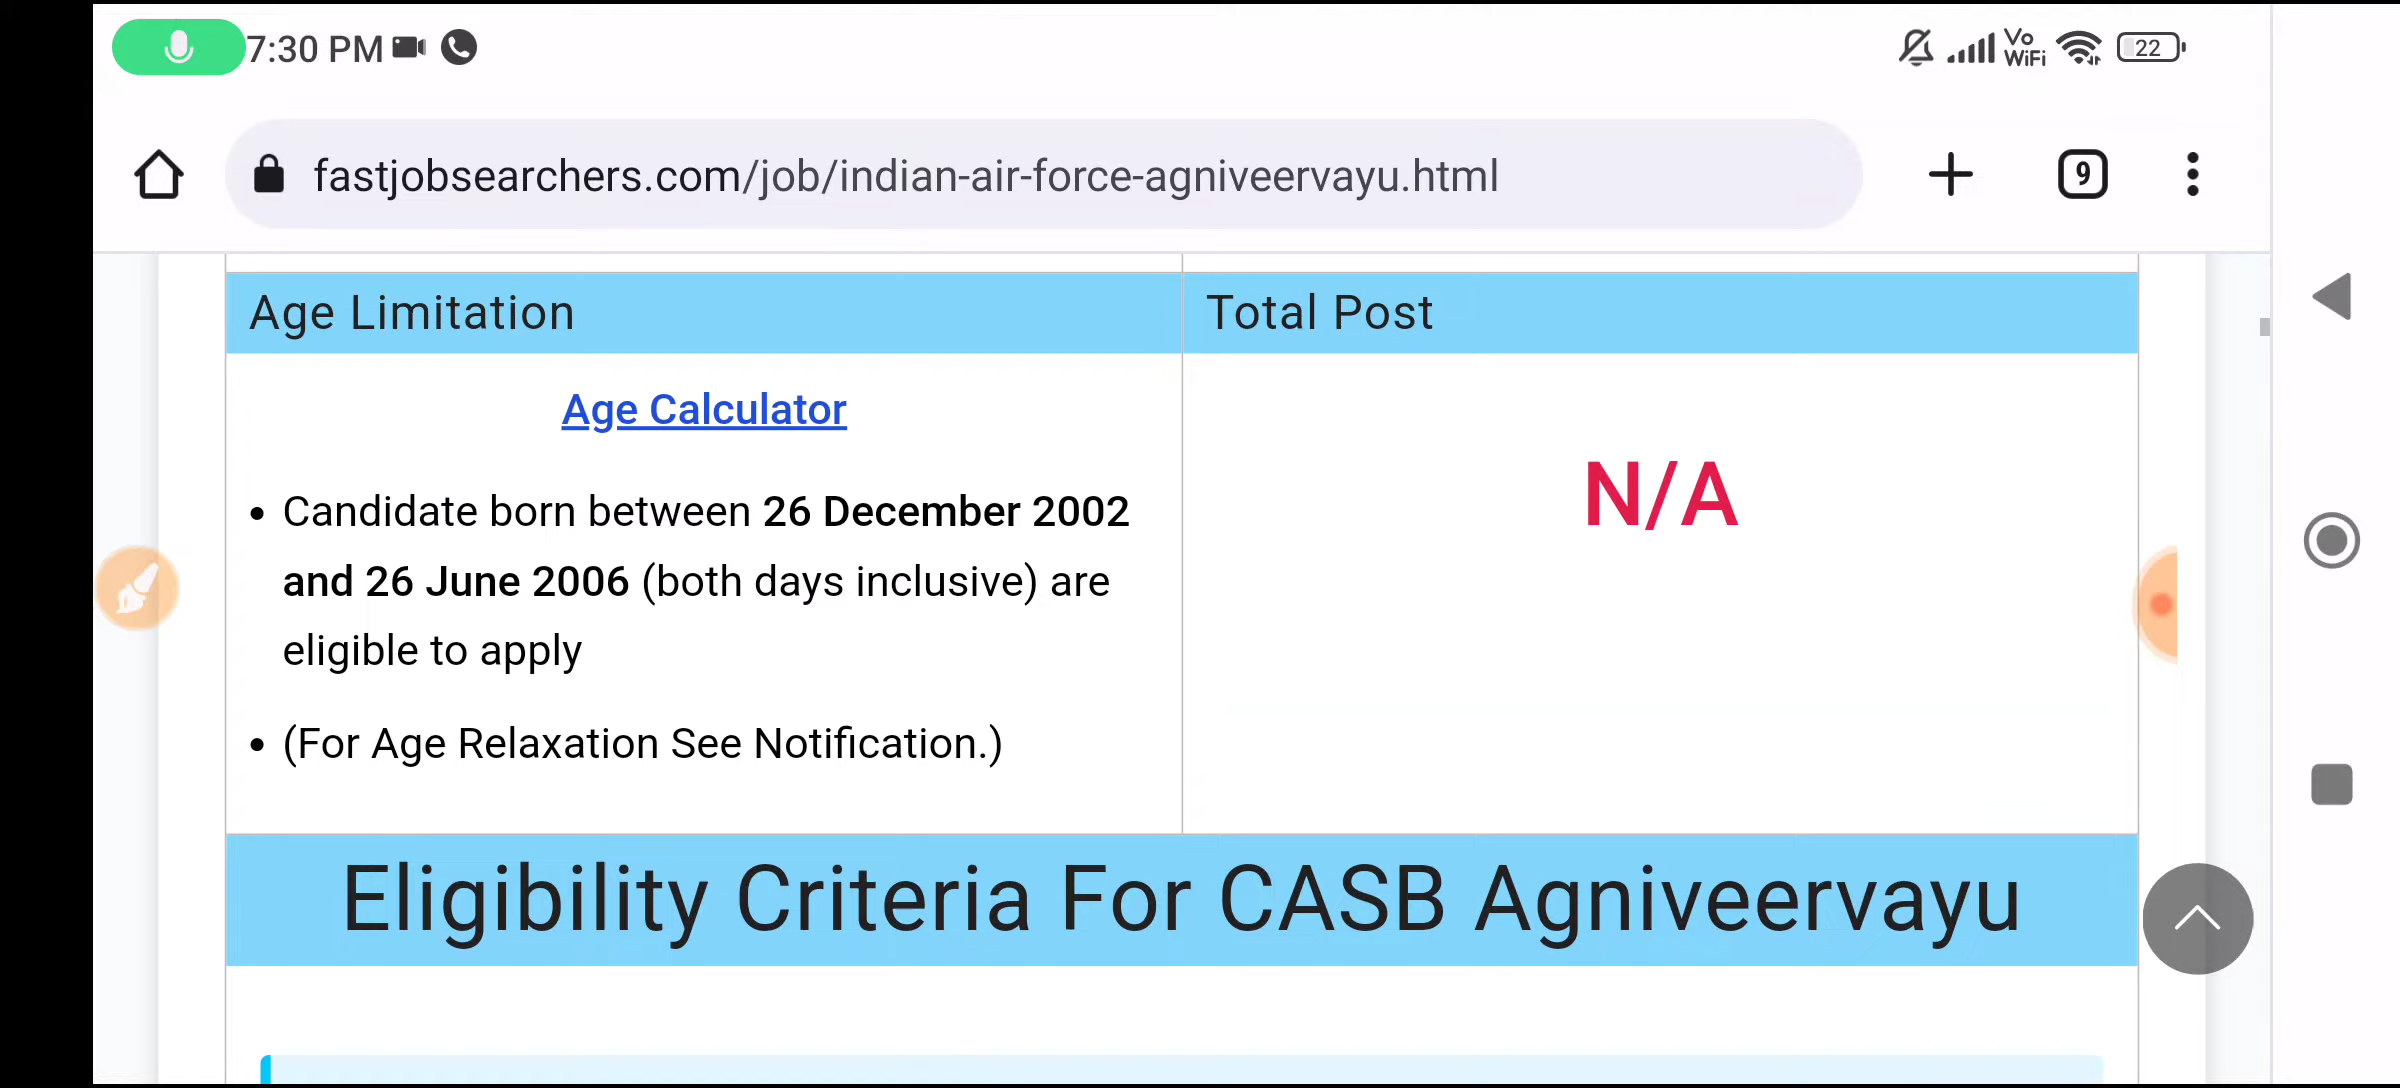 7:30 PM
Vo
WiFi
22
fastjobsearchers.com/job/indian-air-force-agniveervayu.html
9
Age Limitation
Total Post
Age Calculator
N/A
• Candidate born between 26 December 2002
and 26 June 2006 (both days inclusive) are
eligible to apply
• (For Age Relaxation See Notification.)
Eligibility Criteria For CASB Agniveervayu